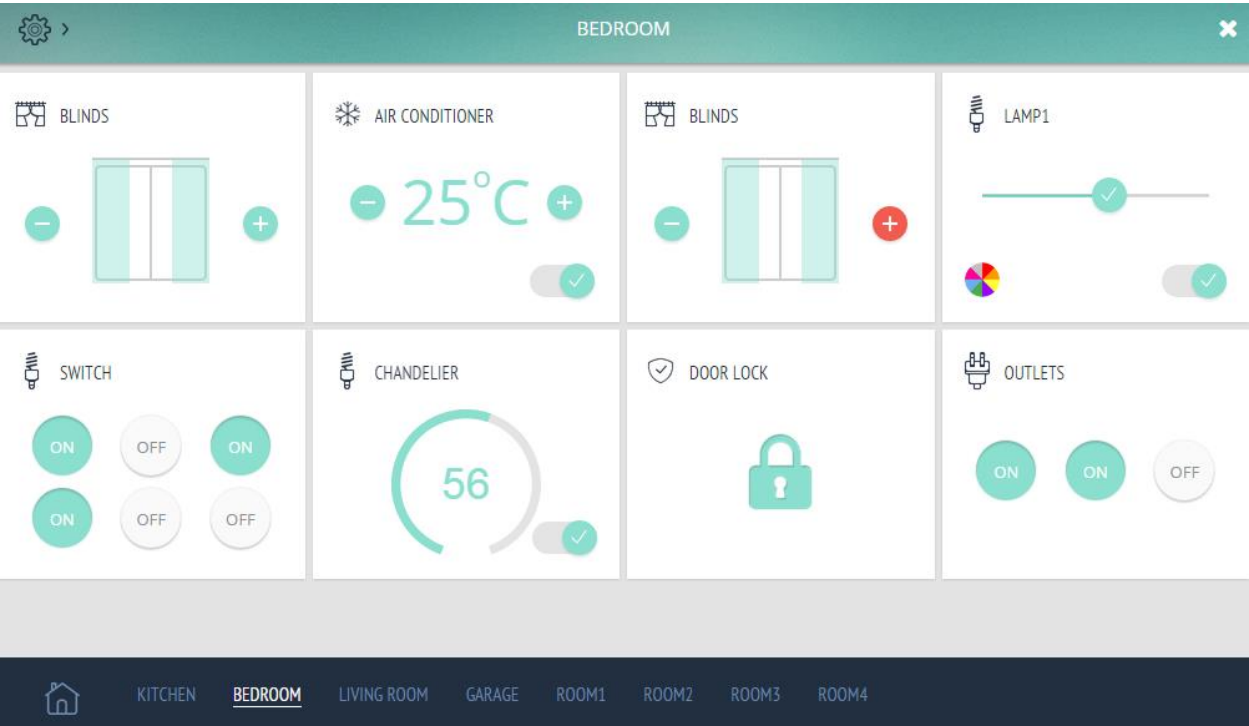 BEDROOM
BLINDS
AIR CONDITIONER
BLINDS
LAMP1
25°C
SWITCH
CHANDELIER
DOOR LOCK
OUTLETS
ON OFF ON
ON OFF OFF
56
ON ON OFF
KITCHEN BEDROOM LIVING ROOM GARAGE ROOM1 ROOM2 ROOM3 ROOM4